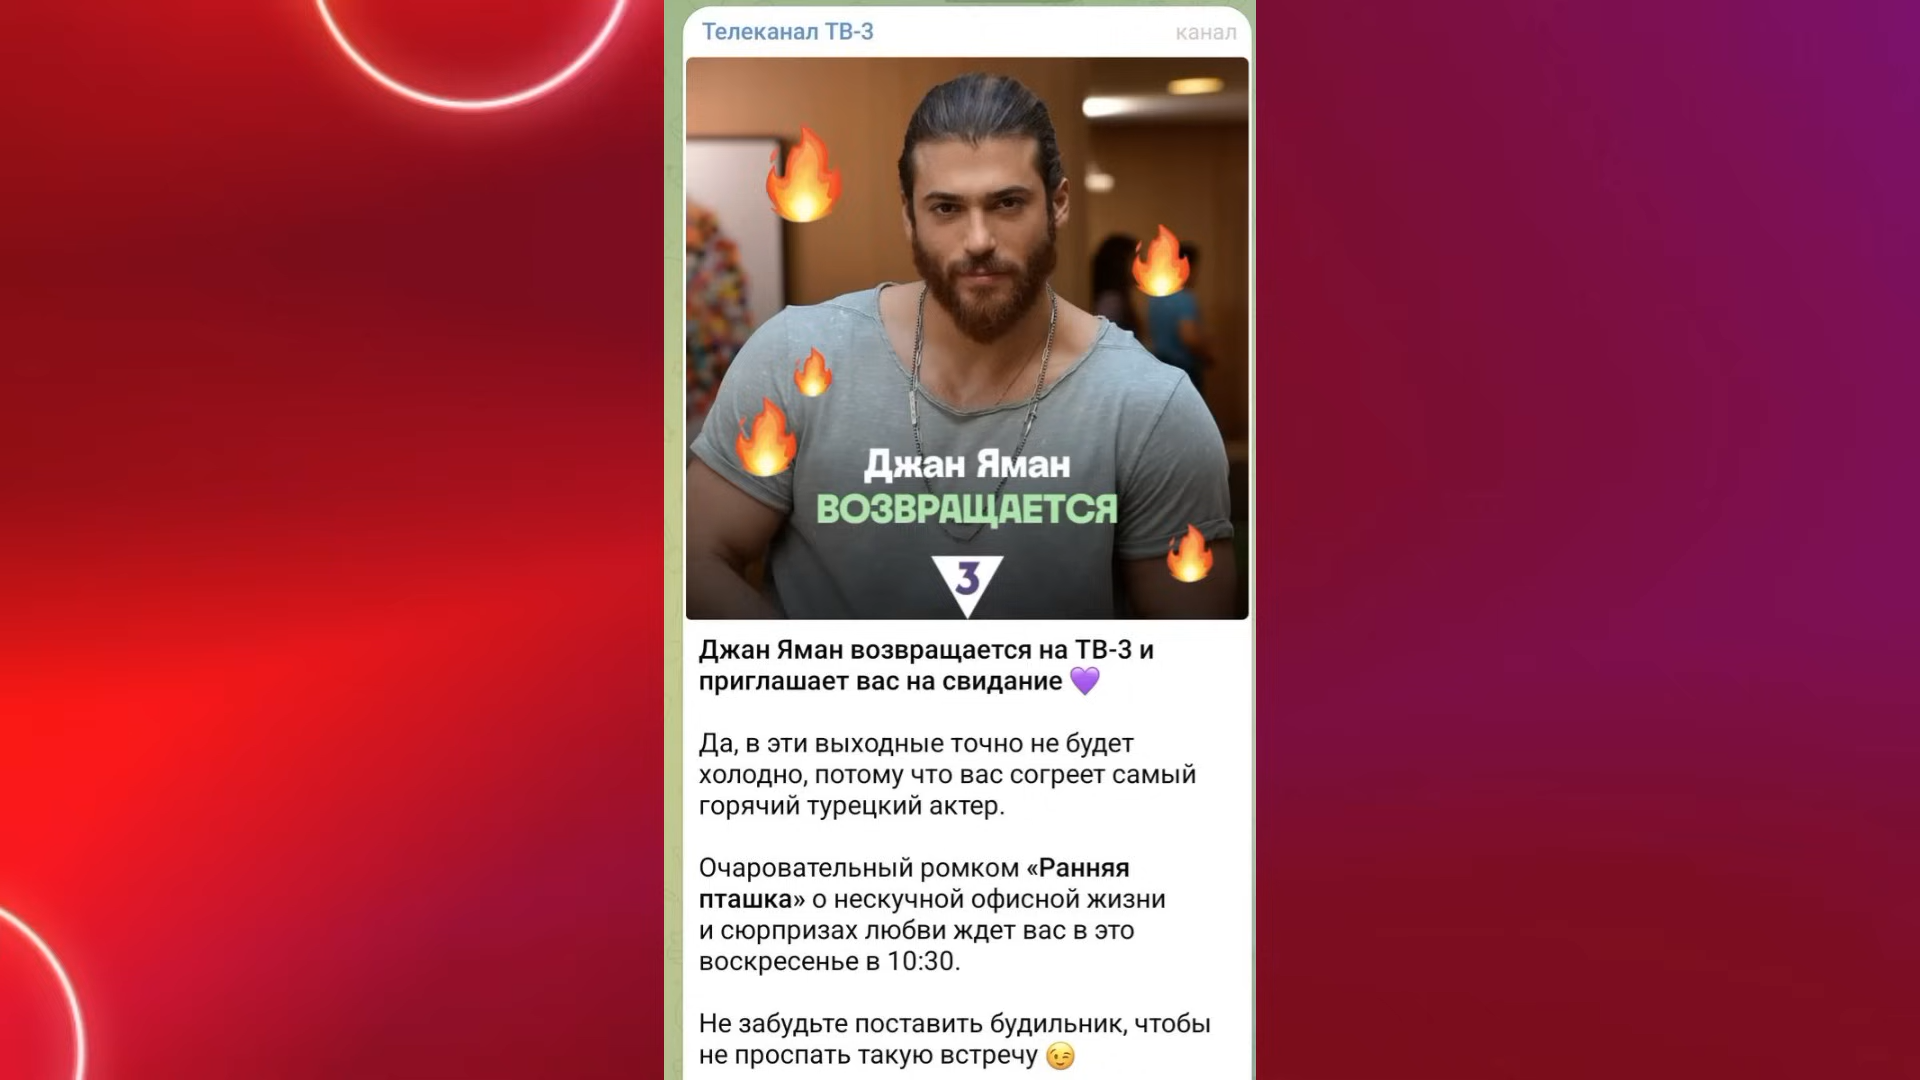 Телеканал ТВ-3
канал
Джан Яман
ВОЗВРАЩАЕТСЯ
3
Джан Яман возвращается на ТВ-3 и
приглашает вас на свидание 💜
Да, в эти выходные точно не будет
холодно, потому что вас согреет самый
горячий турецкий актер.
Очаровательный ромком «Ранняя
пташка» о нескучной офисной жизни
и сюрпризах любви ждет вас в это
воскресенье в 10:30.
Не забудьте поставить будильник, чтобы
не проспать такую встречу 😉